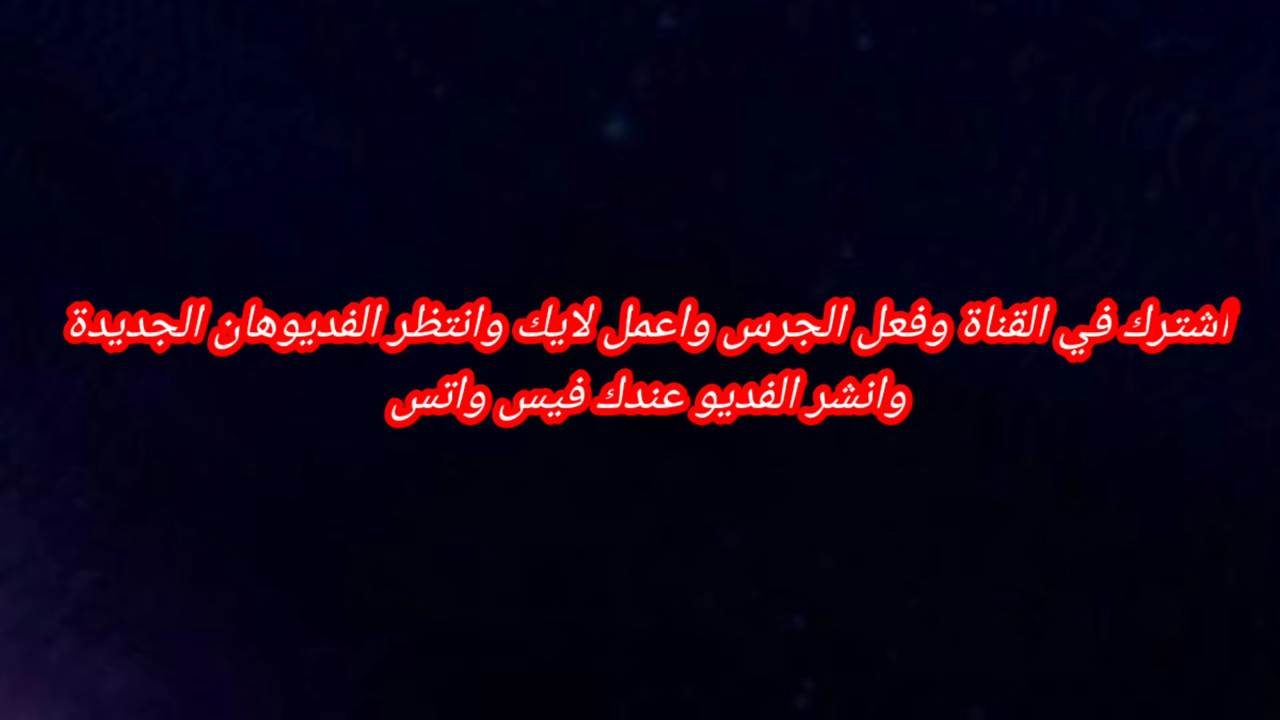 اشترك في القناة وفعل الجرس واعمل لايك وانتظر الفديوهان الجديدة
وانشر الفديو عندك فيس واتس